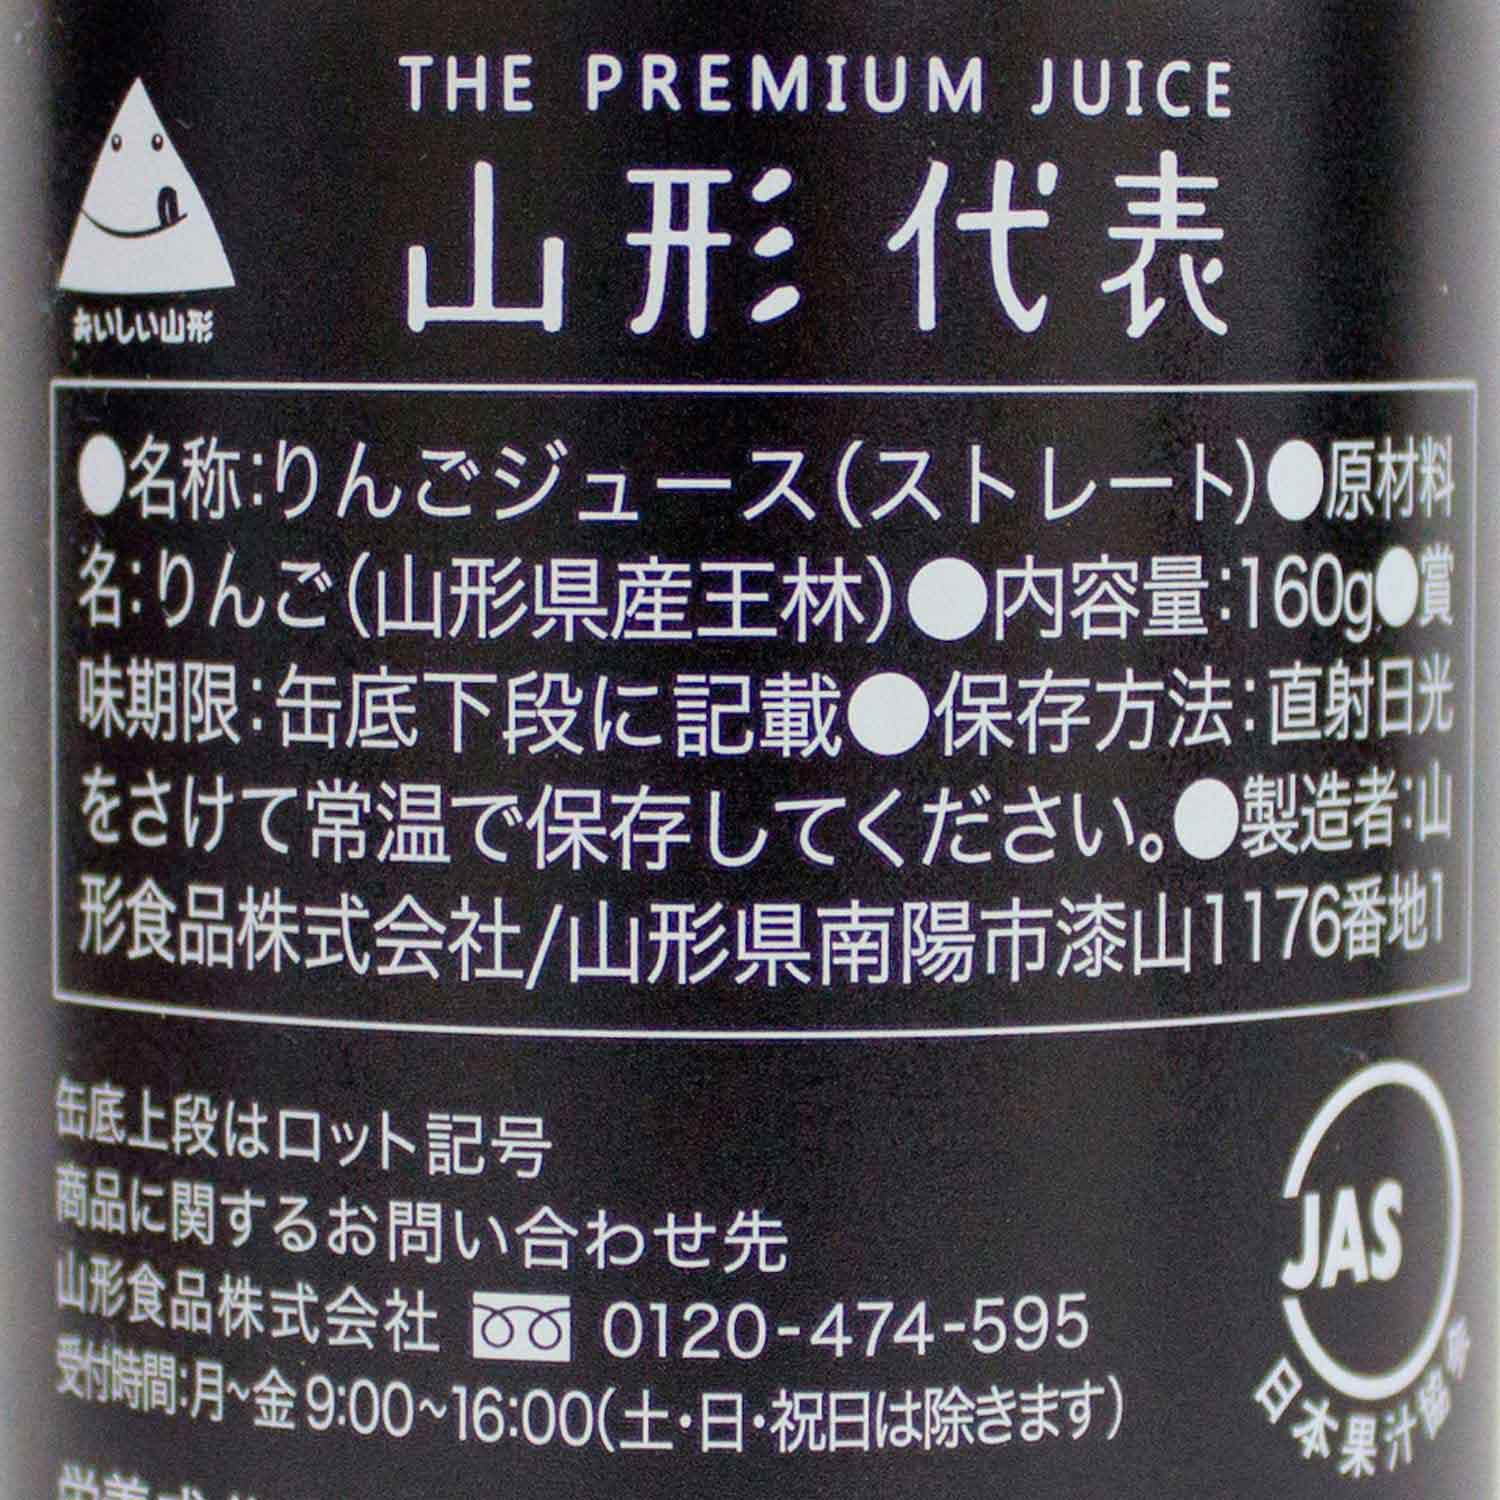 THE PREMIUM JUICE
山形代表
おいしい山形
●名称:りんごジュース(ストレート)●原材料
名:りんご(山形県産王林)●内容量:160g●賞
味期限:缶底下段に記載●保存方法:直射日光
をさけて常温で保存してください。●製造者:山
形食品株式会社/山形県南陽市漆山1176番地1
缶底上段はロット記号
商品に関するお問い合わせ先
山形食品株式会社 0120-474-595
受付時間:月~金 9:00~16:00(土・日・祝日は除きます)
JAS
日本果汁協会